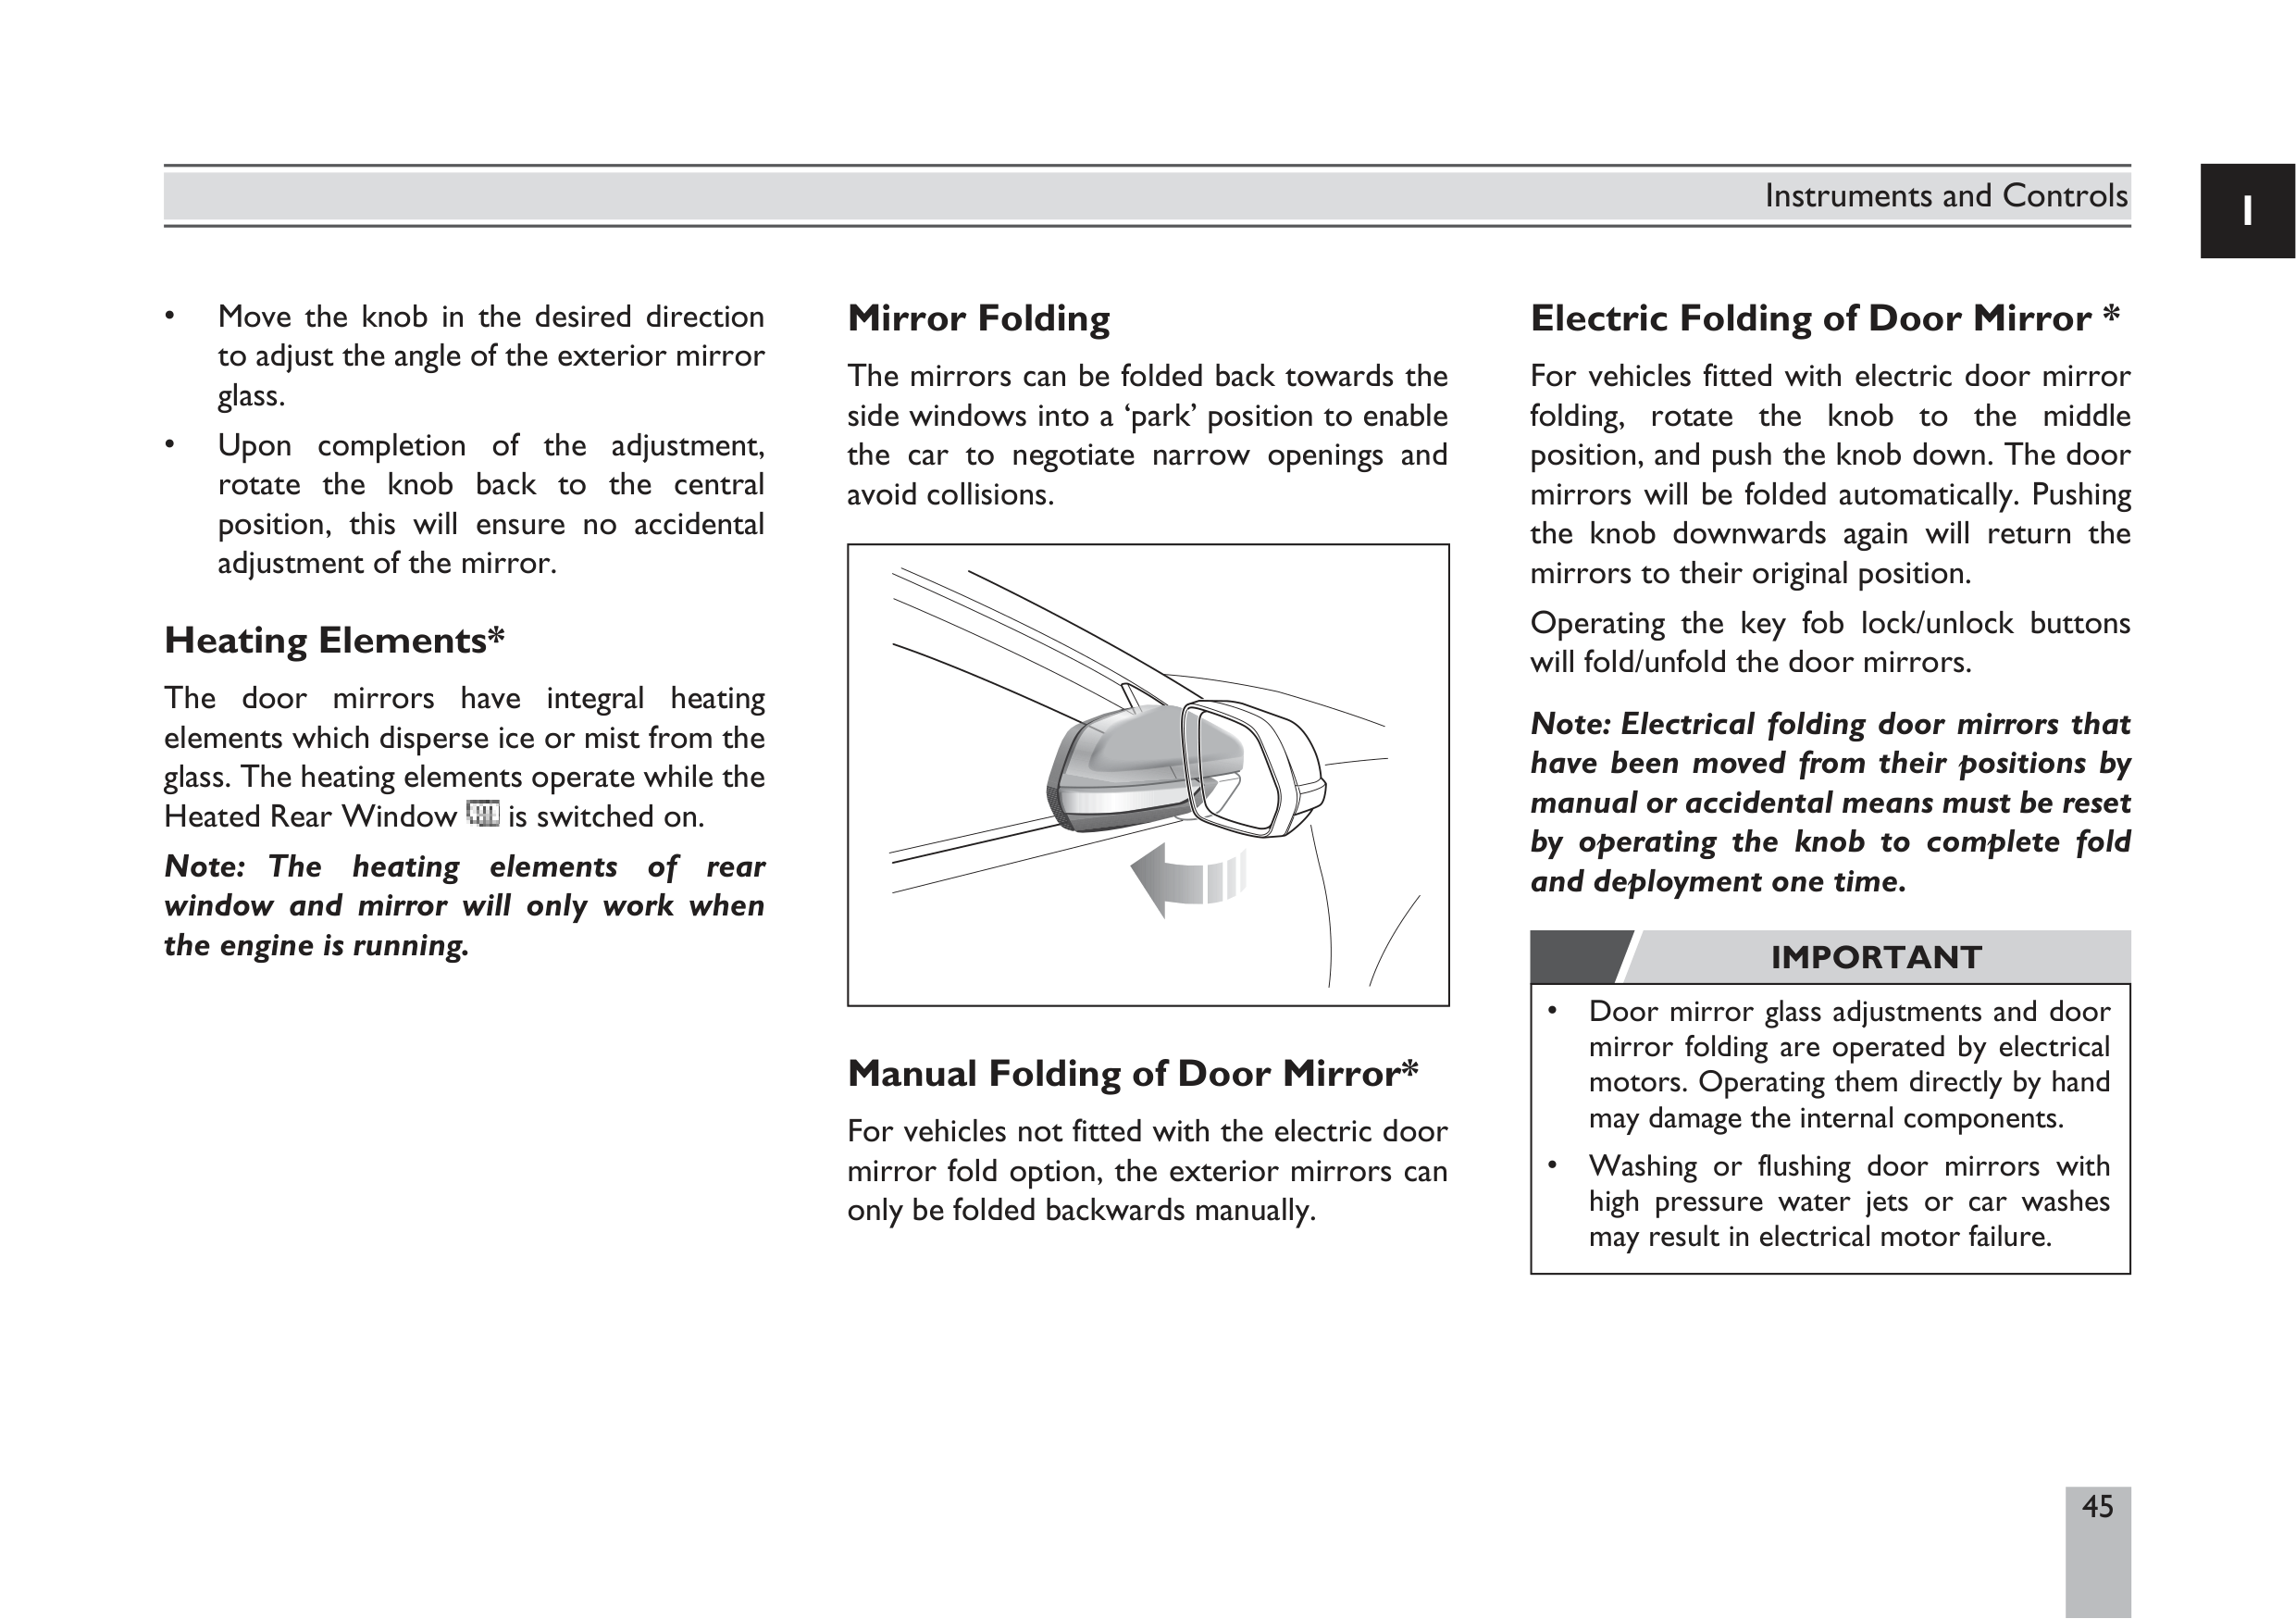 Instruments and Controls
1
• Move the knob in the desired direction
to adjust the angle of the exterior mirror
glass.
• Upon completion of the adjustment,
rotate the knob back to the central
position, this will ensure no accidental
adjustment of the mirror.
Heating Elements*
The door mirrors have integral heating
elements which disperse ice or mist from the
glass. The heating elements operate while the
Heated Rear Window is switched on.
Note: The heating elements of rear
window and mirror will only work when
the engine is running.
Mirror Folding
The mirrors can be folded back towards the
side windows into a ‘park’ position to enable
the car to negotiate narrow openings and
avoid collisions.
Manual Folding of Door Mirror*
For vehicles not fitted with the electric door
mirror fold option, the exterior mirrors can
only be folded backwards manually.
Electric Folding of Door Mirror *
For vehicles fitted with electric door mirror
folding, rotate the knob to the middle
position, and push the knob down. The door
mirrors will be folded automatically. Pushing
the knob downwards again will return the
mirrors to their original position.
Operating the key fob lock/unlock buttons
will fold/unfold the door mirrors.
Note: Electrical folding door mirrors that
have been moved from their positions by
manual or accidental means must be reset
by operating the knob to complete fold
and deployment one time.
IMPORTANT
• Door mirror glass adjustments and door
mirror folding are operated by electrical
motors. Operating them directly by hand
may damage the internal components.
• Washing or flushing door mirrors with
high pressure water jets or car washes
may result in electrical motor failure.
45